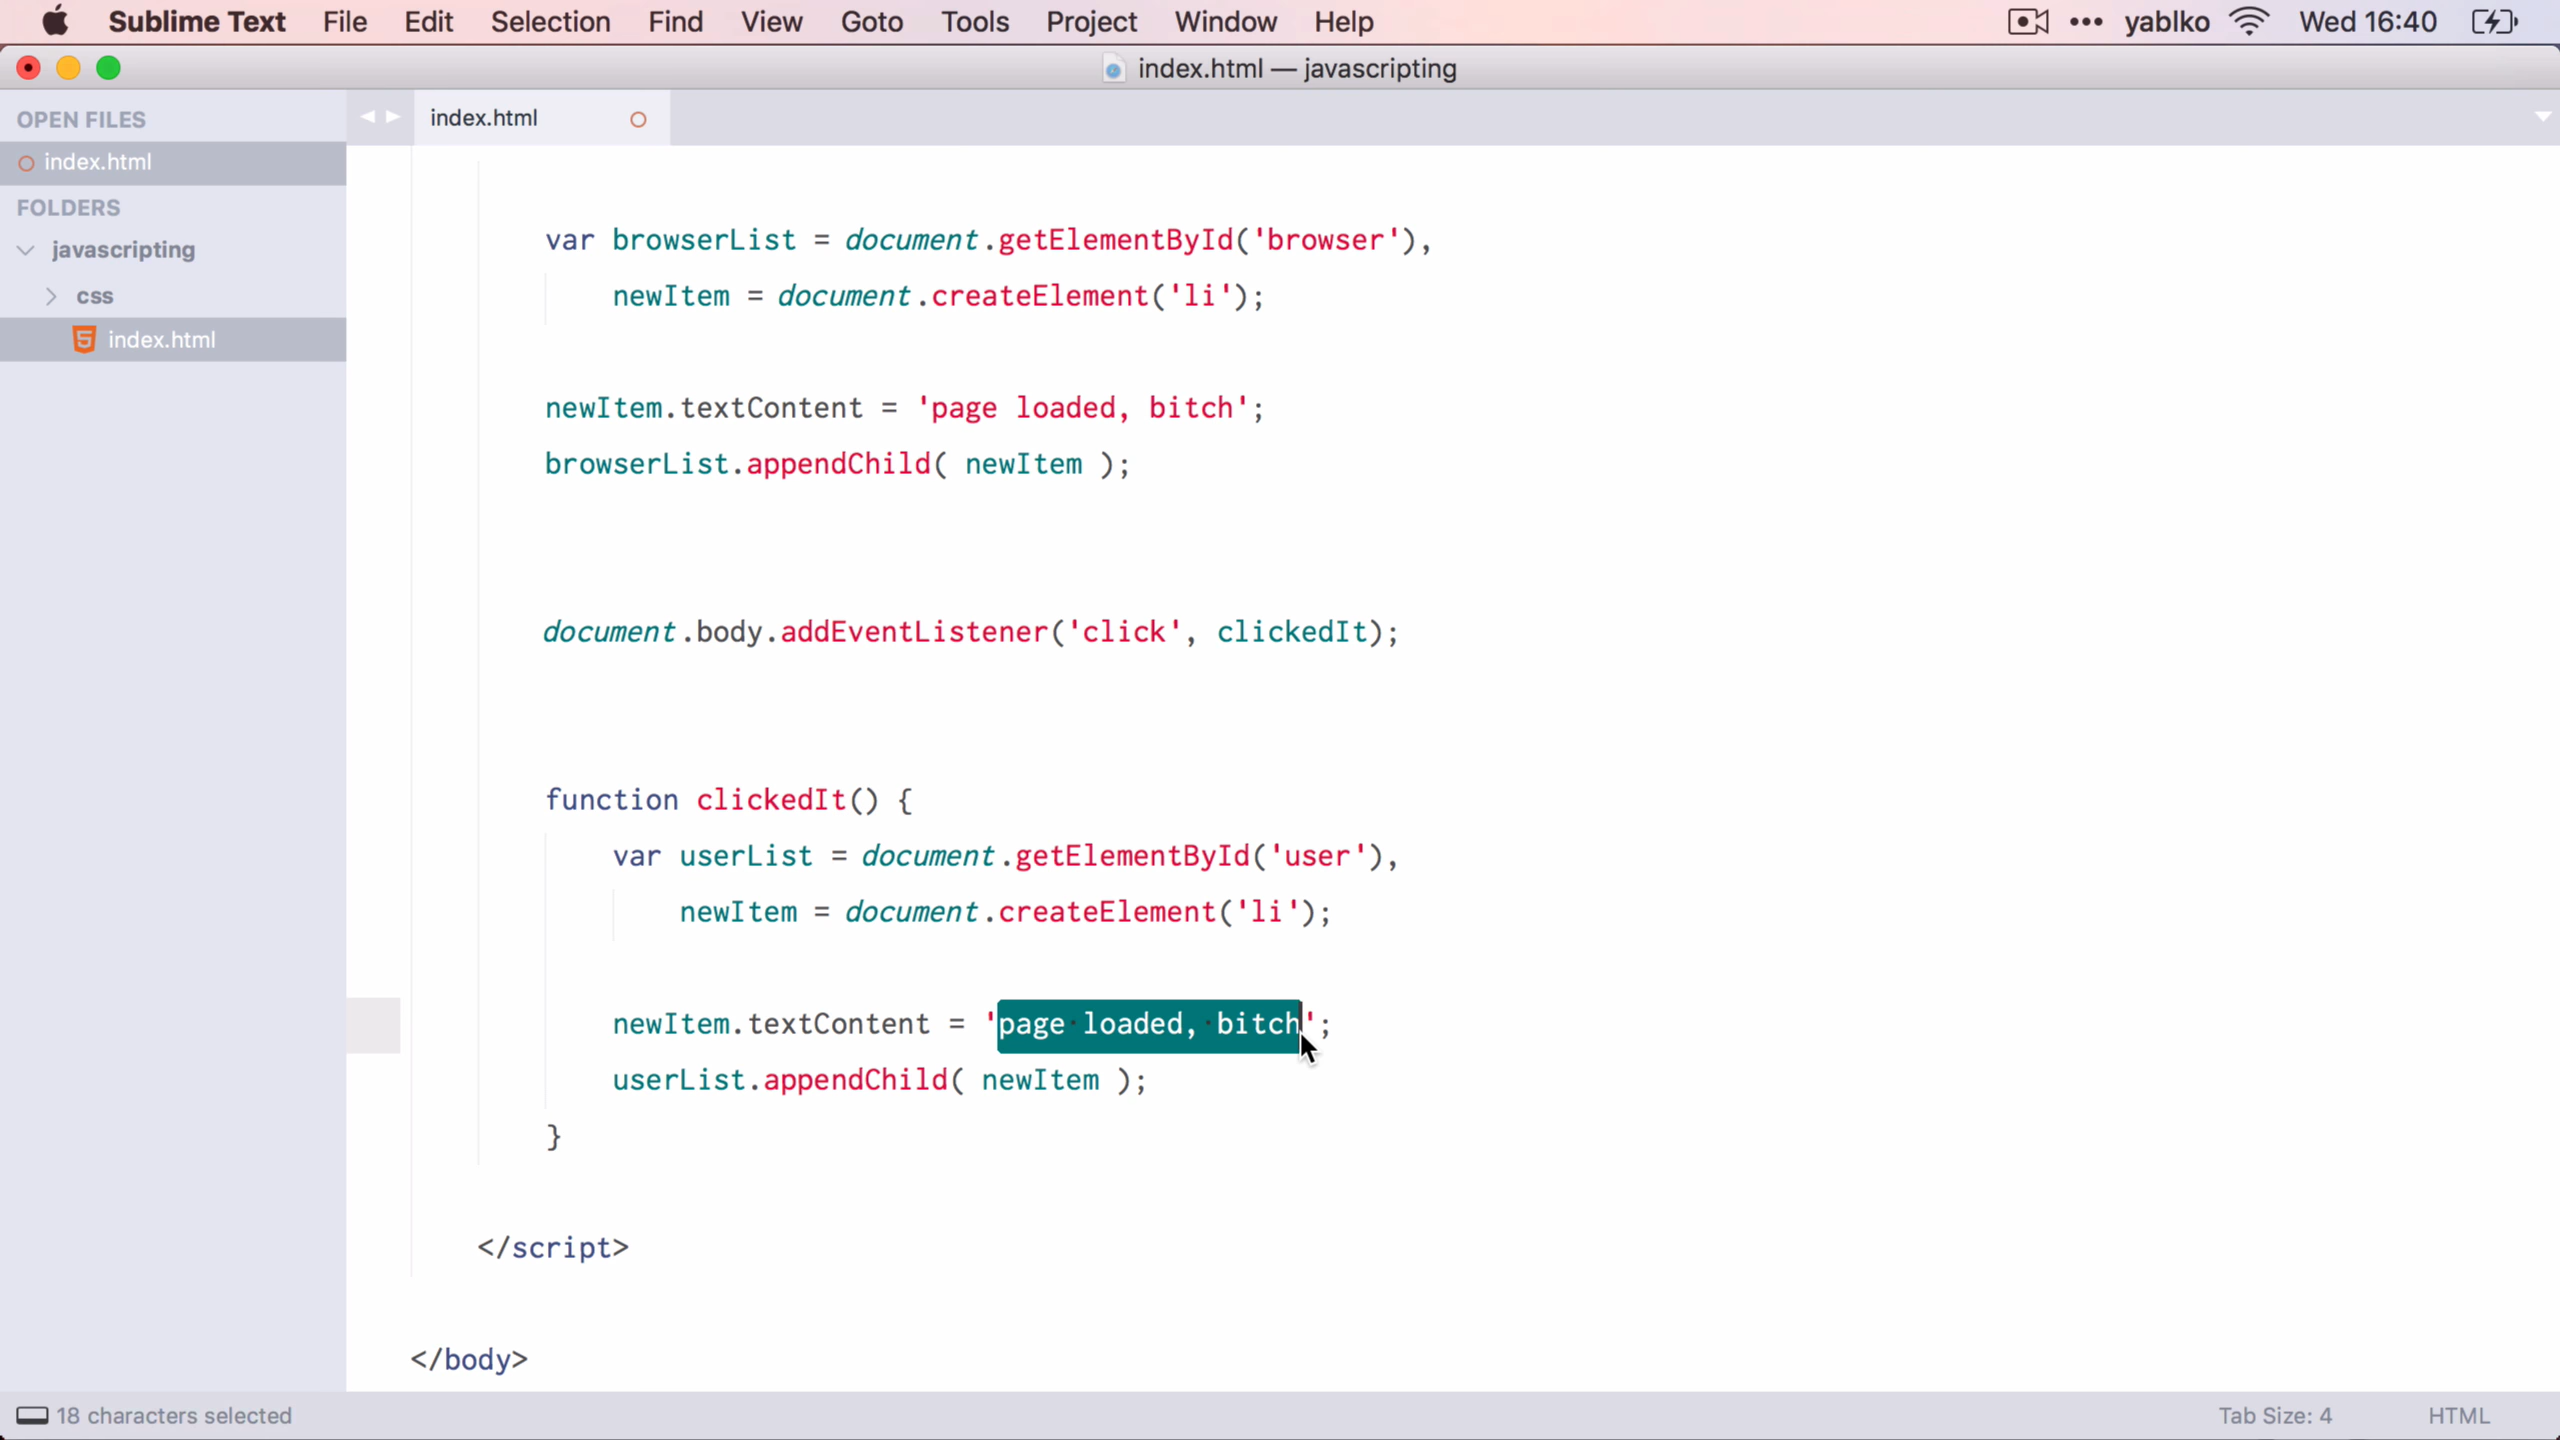 Sublime Text File Edit Selection Find View Goto Tools Project Window Help yablko Wed 16:40
index.html — javascripting
OPEN FILES
index.html
index.html
FOLDERS
javascripting
css
index.html
var browserList = document.getElementById('browser'),
newItem = document.createElement('li');
newItem.textContent = 'page loaded, bitch';
browserList.appendChild( newItem );
document.body.addEventListener('click', clickedIt);
function clickedIt() {
var userList = document.getElementById('user'),
newItem = document.createElement('li');
newItem.textContent = 'page loaded, bitch';
userList.appendChild( newItem );
}
</script>
</body>
18 characters selected Tab Size: 4 HTML